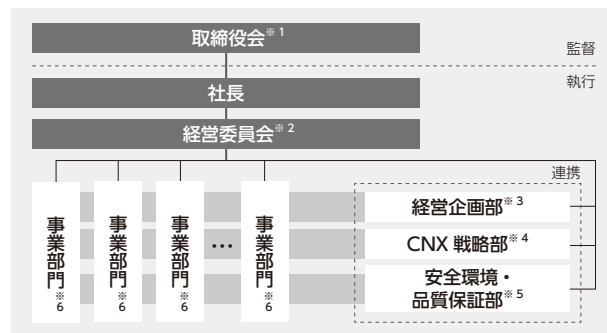 取締役会※1
監督
執行
社長
経営委員会※2
連携
事業部門※6
事業部門※6
事業部門※6
…
事業部門※6
経営企画部※3
CNX 戦略部※4
安全環境・
品質保証部※5